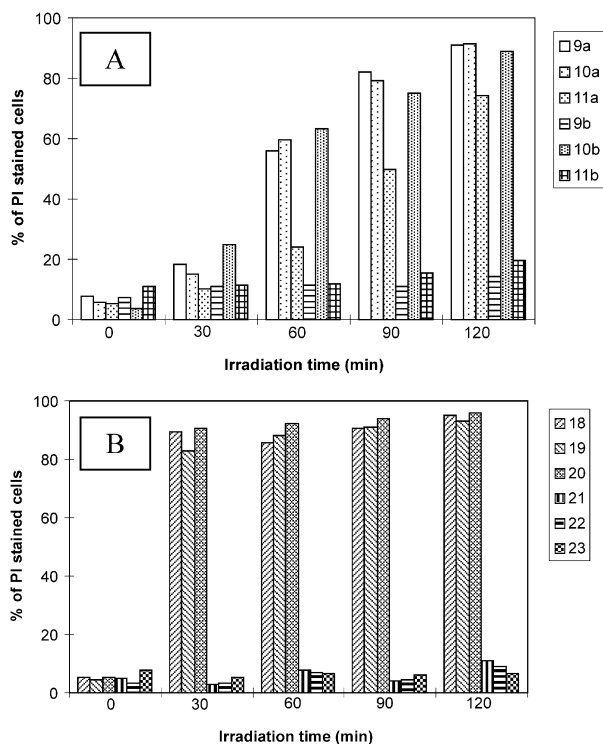 100
80
60
40
20
0
% of PI stained cells
A
0 30 60 90 120
Irradiation time (min)
9a
10a
11a
9b
10b
11b
100
80
60
40
20
0
% of PI stained cells
B
0 30 60 90 120
Irradiation time (min)
18
19
20
21
22
23